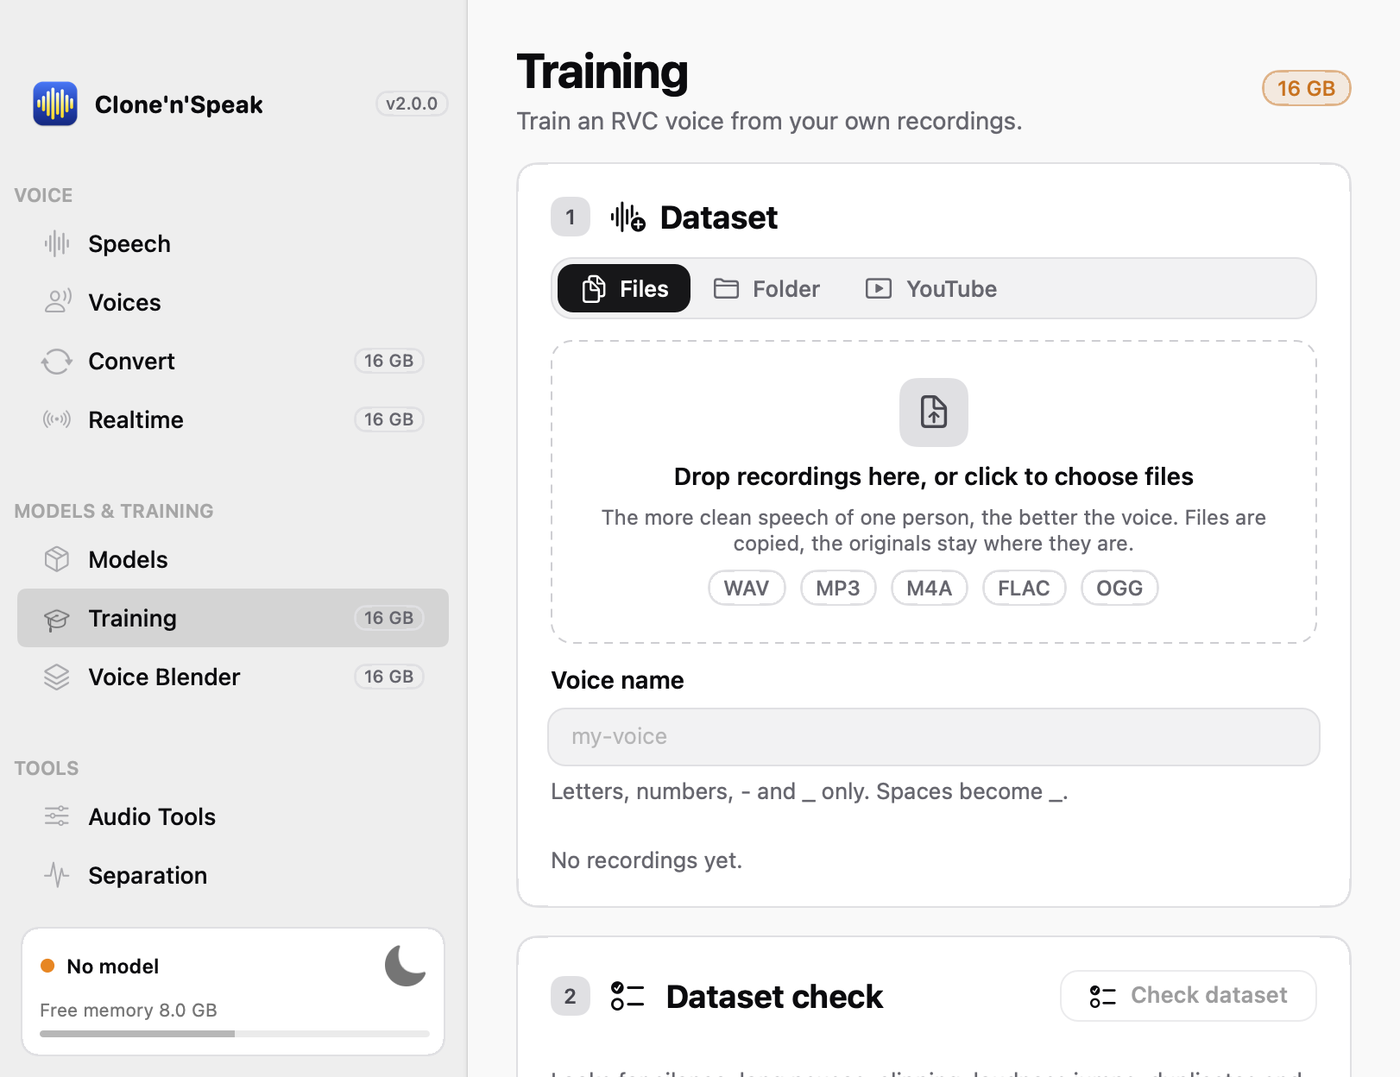 Clone'n'Speak
v2.0.0
VOICE
Speech
Voices
Convert
16 GB
Realtime
16 GB
MODELS & TRAINING
Models
Training
16 GB
Voice Blender
16 GB
TOOLS
Audio Tools
Separation
No model
Free memory 8.0 GB
Training
16 GB
Train an RVC voice from your own recordings.
1
Dataset
Files
Folder
YouTube
Drop recordings here, or click to choose files
The more clean speech of one person, the better the voice. Files are
copied, the originals stay where they are.
WAV
MP3
M4A
FLAC
OGG
Voice name
my-voice
Letters, numbers, - and _ only. Spaces become _.
No recordings yet.
2
Dataset check
Check dataset